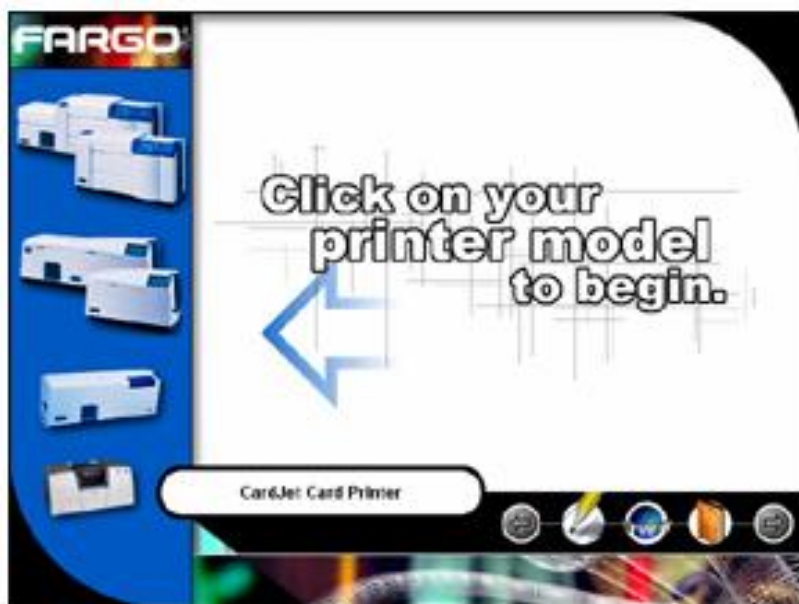 FARGO
Click on your
printer model
to begin.
CardJet Card Printer